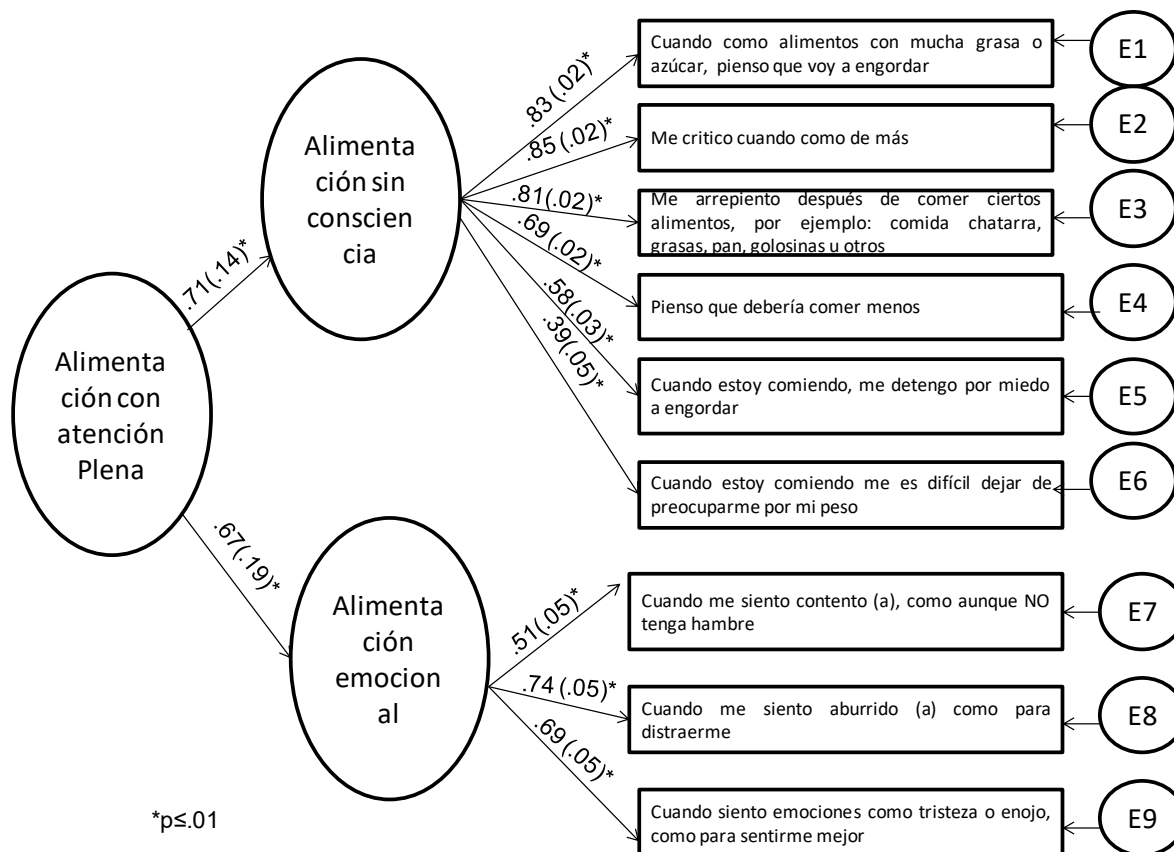 Cuando como alimentos con mucha grasa o
azúcar, pienso que voy a engordar
E1
.83(.02)*
Me critico cuando como de más
E2
.85(.02)*
Alimenta
ción sin
conscien
cia
Me arrepiento después de comer ciertos
alimentos, por ejemplo: comida chatarra,
grasas, pan, golosinas u otros
E3
.81(.02)*
.69(.02)*
Pienso que debería comer menos
E4
.71(.14)*
.58(.03)*
.39(.05)*
Alimenta
ción con
atención
Plena
Cuando estoy comiendo, me detengo por miedo
a engordar
E5
Cuando estoy comiendo me es difícil dejar de
preocuparme por mi peso
E6
.67(.19)*
Alimenta
ción
emocion
al
.51(.05)*
Cuando me siento contento (a), como aunque NO
tenga hambre
E7
.74 (.05)*
Cuando me siento aburrido (a) como para
distraerme
E8
.69(.05)*
Cuando siento emociones como tristeza o enojo,
como para sentirme mejor
E9
*p≤.01